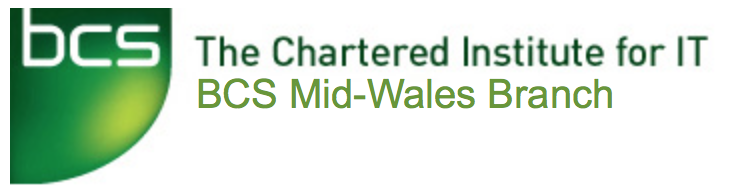 bcs
The Chartered Institute for IT
BCS Mid-Wales Branch